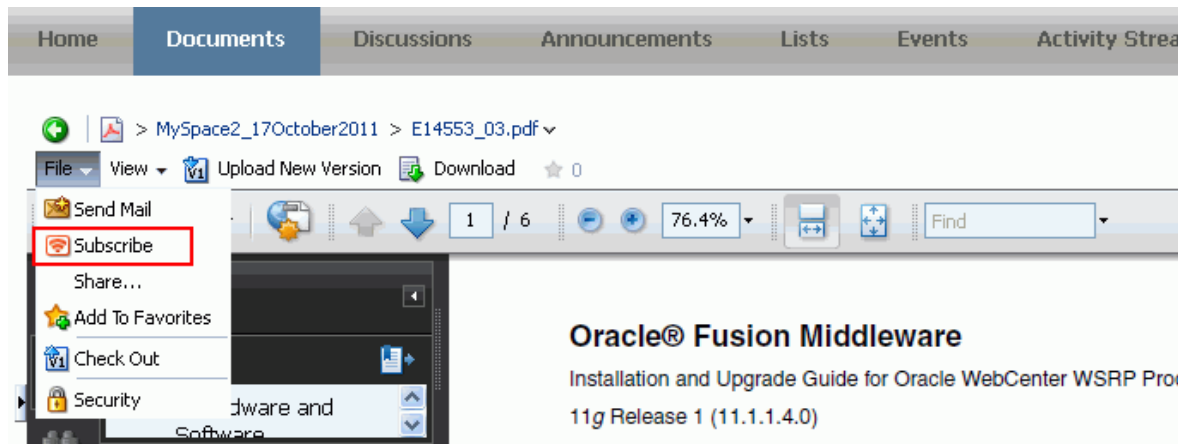 Home Documents Discussions Announcements Lists Events Activity Strea
> MySpace2_17October2011 > E14553_03.pdf
File View Upload New Version Download 0
Send Mail
1 / 6 76.4% Find
Subscribe
Share...
Add To Favorites
Check Out
Security
dware and
Software
Oracle® Fusion Middleware
Installation and Upgrade Guide for Oracle WebCenter WSRP Pro
11g Release 1 (11.1.1.4.0)